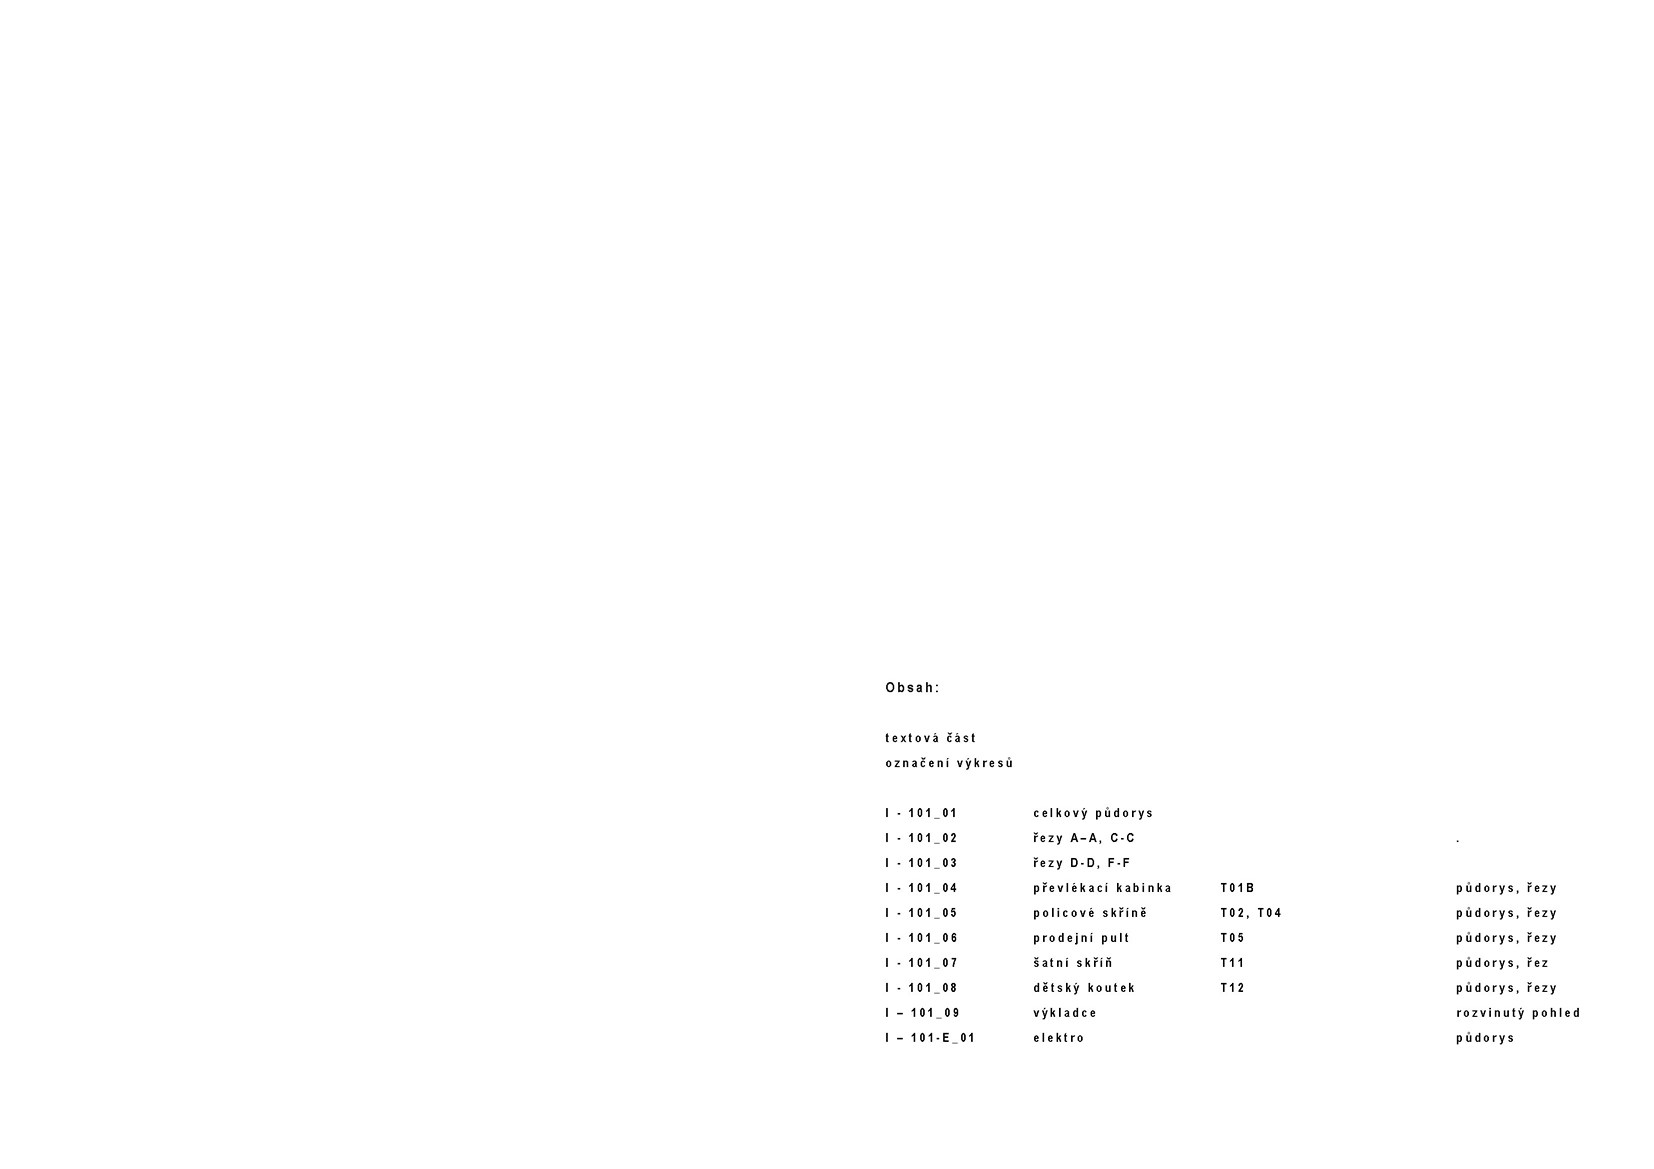 Obsah:
textová část
označení výkresů
I - 101_01 celkový půdorys
I - 101_02 řezy A–A, C-C .
I - 101_03 řezy D-D, F-F
I - 101_04 převlékací kabinka T01B půdorys, řezy
I - 101_05 policové skříně T02, T04 půdorys, řezy
I - 101_06 prodejní pult T05 půdorys, řezy
I - 101_07 šatní skříň T11 půdorys, řez
I - 101_08 dětský koutek T12 půdorys, řezy
I – 101_09 výkladce rozvinutý pohled
I – 101-E_01 elektro půdorys